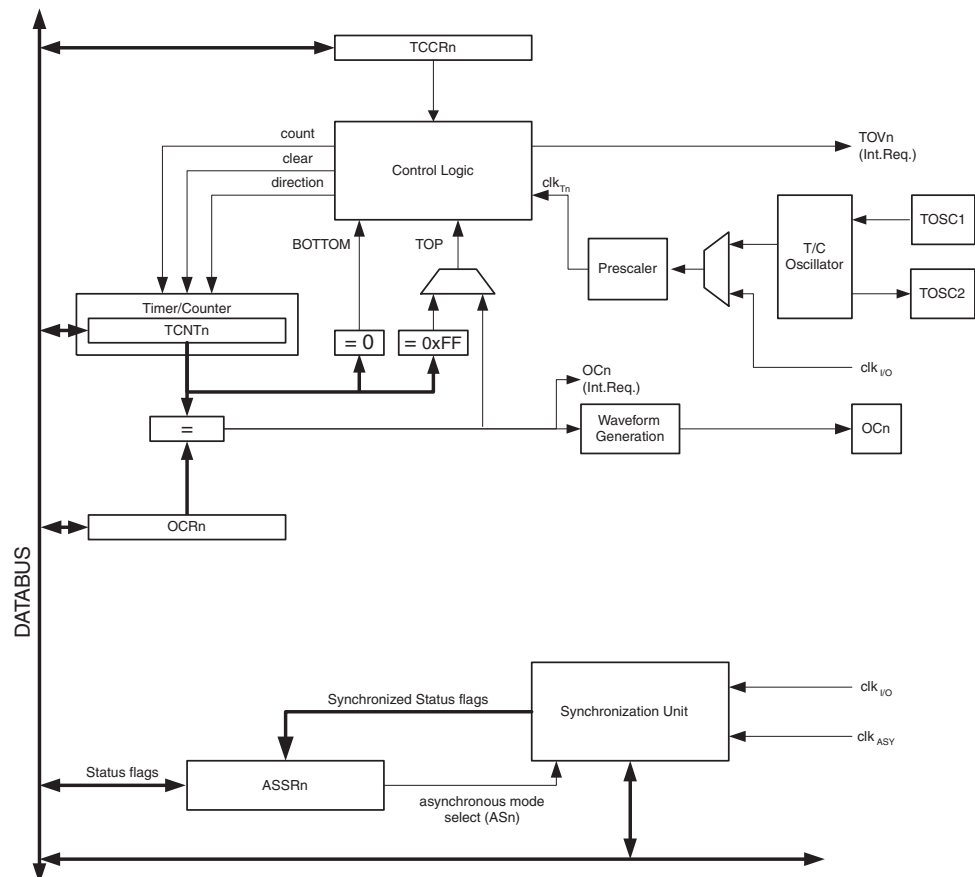 TCCRn
count
clear
direction
Control Logic
TOVn
(Int.Req.)
clkTn
BOTTOM
TOP
Prescaler
T/C
Oscillator
TOSC1
TOSC2
Timer/Counter
TCNTn
= 0
= 0xFF
clkI/O
OCn
(Int.Req.)
=
Waveform
Generation
OCn
OCRn
DATABUS
Synchronized Status flags
Synchronization Unit
clkI/O
clkASY
Status flags
ASSRn
asynchronous mode
select (ASn)